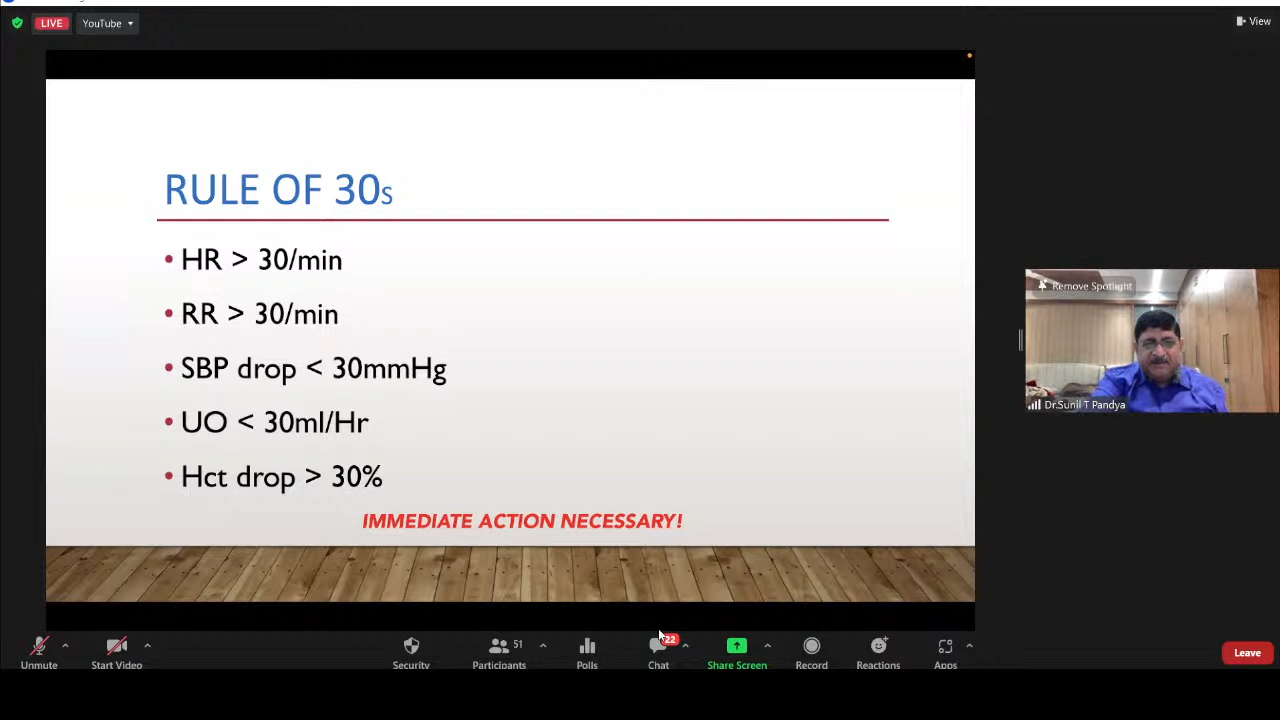 LIVE
YouTube
View
RULE OF 30s
• HR > 30/min
• RR > 30/min
• SBP drop < 30mmHg
• UO < 30ml/Hr
• Hct drop > 30%
IMMEDIATE ACTION NECESSARY!
Remove Spotlight
Dr.Sunil T Pandya
Unmute
Start Video
Security
Participants 51
Polls
Chat 22
Share Screen
Record
Reactions
Apps
Leave